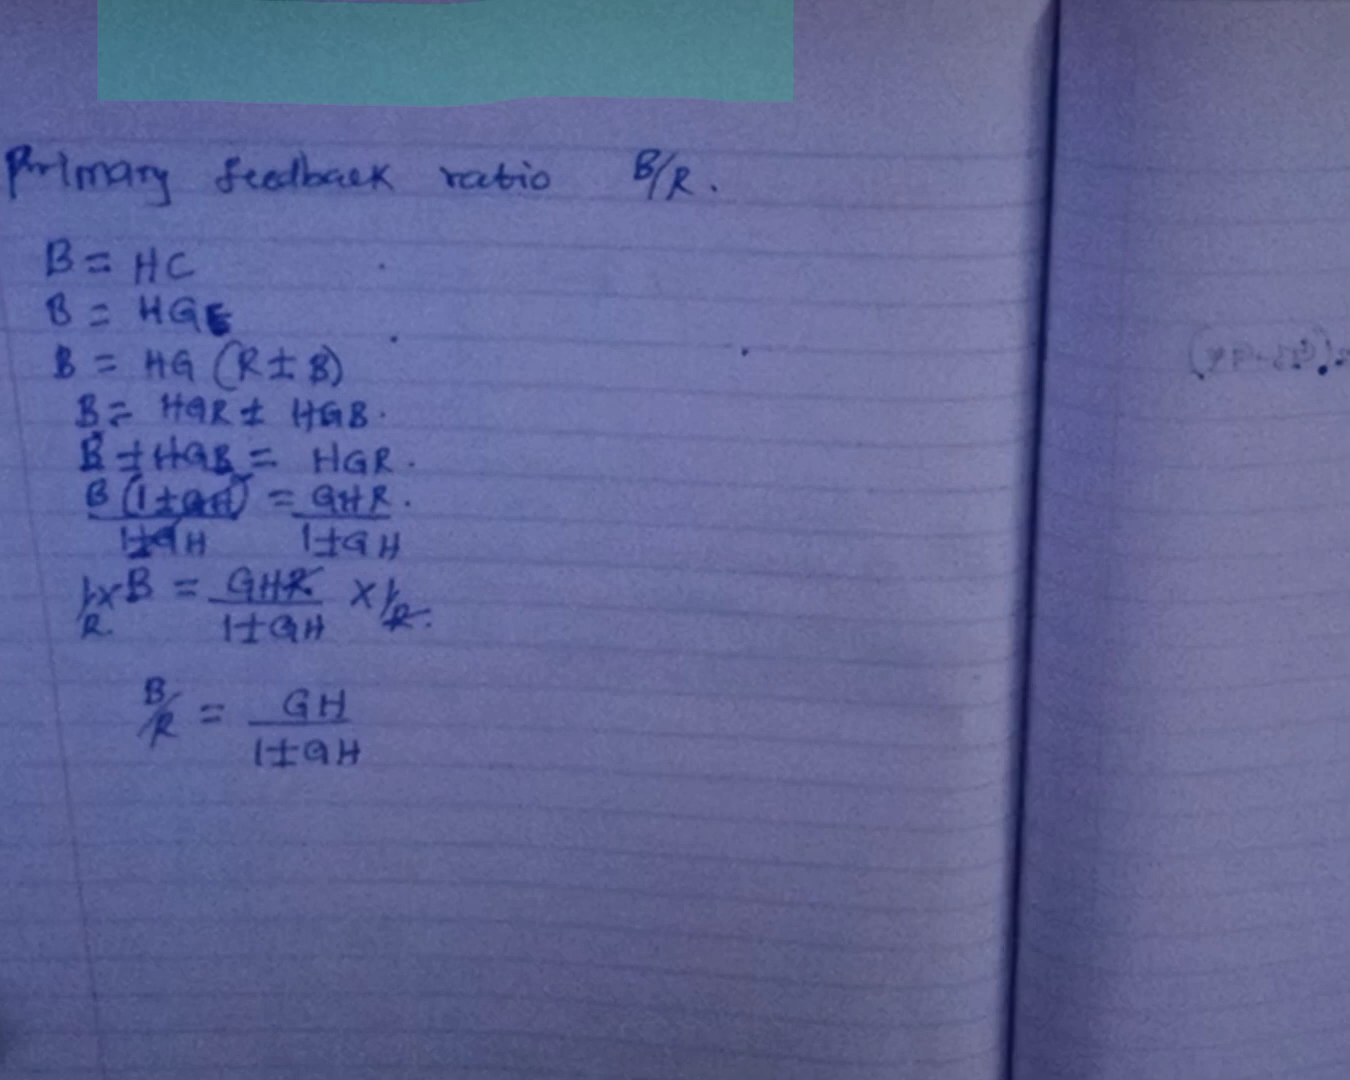 Primary feedback ratio B/R.
B = HC
B = HGE
B = HG (R ± B)
B = HGR ± HGB.
B ± HGB = HGR.
B (1 ± GH) = GHR.
1±GH 1±GH
1/R. × B = GHR × 1/R.
1±GH
B/R = GH
1±GH